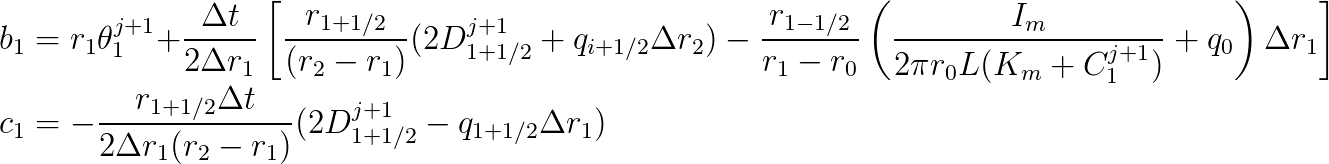 b_1 = r_1\theta_1^{j+1} + \frac{\Delta t}{2\Delta r_1}\left[\frac{r_{1+1/2}}{(r_2 - r_1)}(2D_{1+1/2}^{j+1} + q_{i+1/2}\Delta r_2) - \frac{r_{1-1/2}}{r_1 - r_0}\left(\frac{I_m}{2\pi r_0 L(K_m + C_1^{j+1})} + q_0\right)\Delta r_1\right]
c_1 = -\frac{r_{1+1/2}\Delta t}{2\Delta r_1(r_2 - r_1)}(2D_{1+1/2}^{j+1} - q_{1+1/2}\Delta r_1)